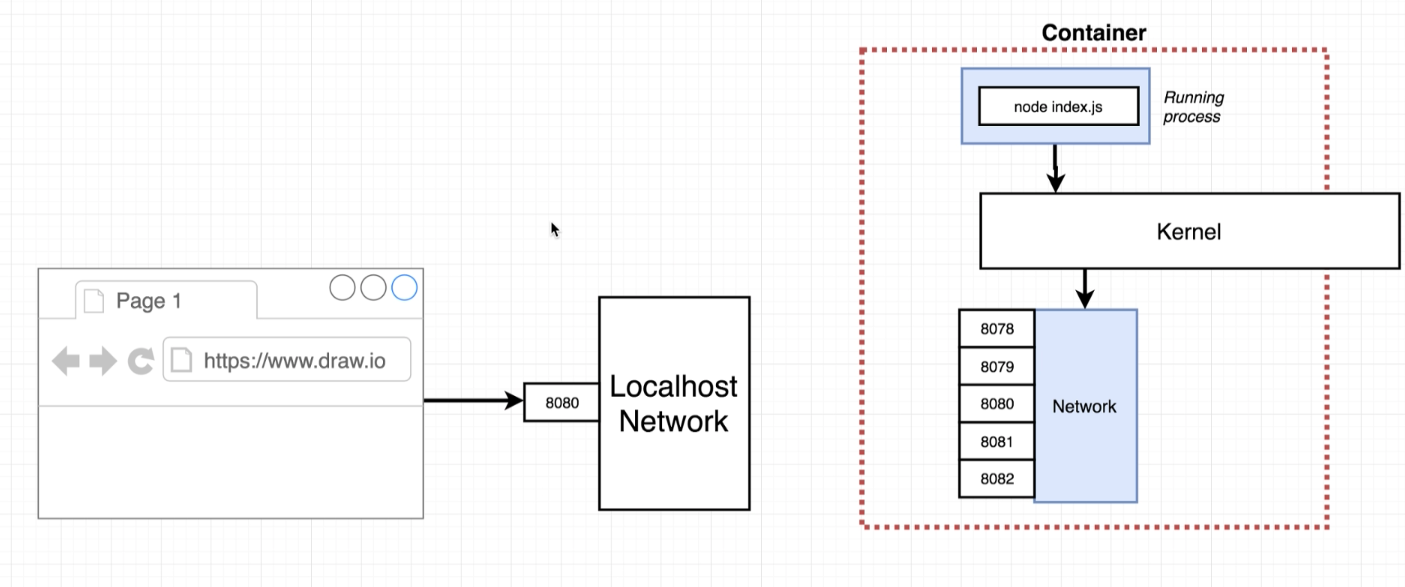 Container
node index.js
Running
process
Kernel
Page 1
https://www.draw.io
8080
Localhost
Network
8078
8079
8080
8081
8082
Network